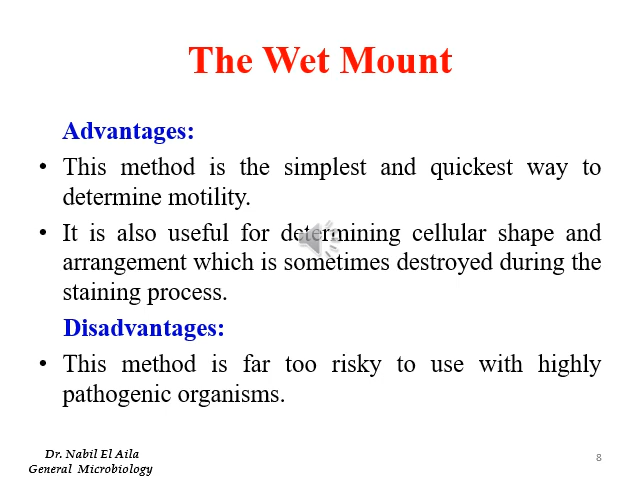 The Wet Mount
Advantages:
• This method is the simplest and quickest way to
determine motility.
• It is also useful for determining cellular shape and
arrangement which is sometimes destroyed during the
staining process.
Disadvantages:
• This method is far too risky to use with highly
pathogenic organisms.
Dr. Nabil El Aila
General Microbiology
8